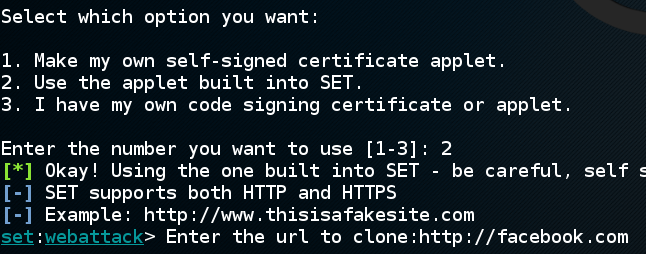 Select which option you want:
1. Make my own self-signed certificate applet.
2. Use the applet built into SET.
3. I have my own code signing certificate or applet.
Enter the number you want to use [1-3]: 2
[*] Okay! Using the one built into SET - be careful, self s
[-] SET supports both HTTP and HTTPS
[-] Example: http://www.thisisafakesite.com
set:webattack> Enter the url to clone:http://facebook.com